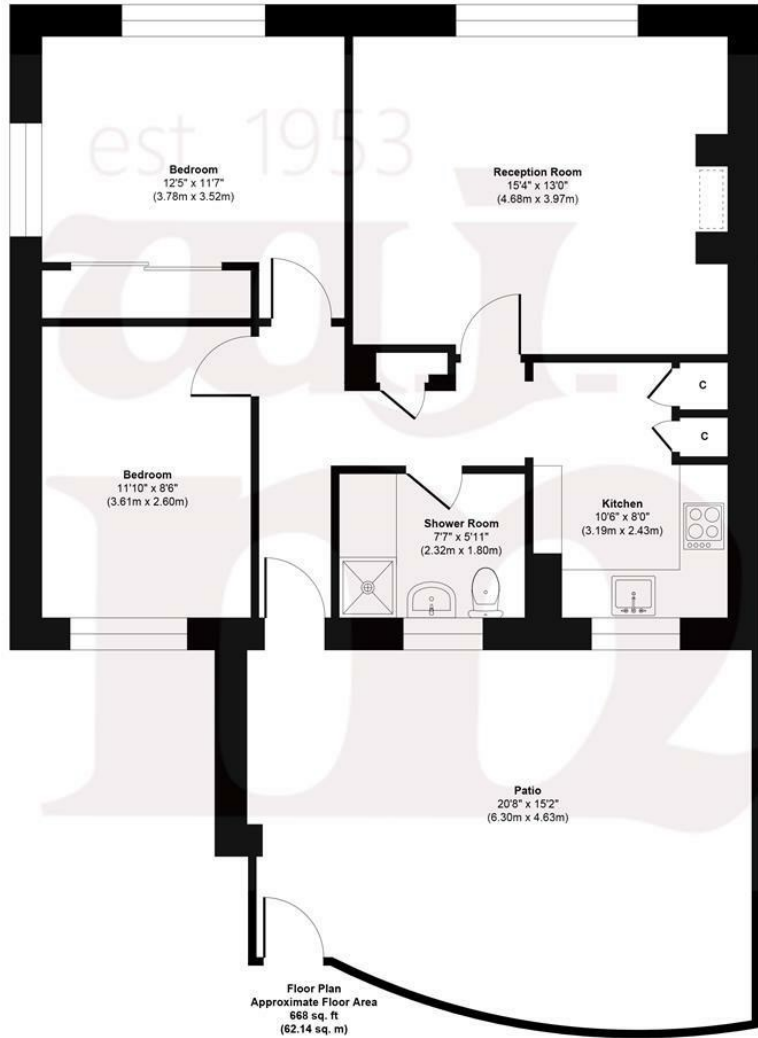 est. 1953
Bedroom
12'5" x 11'7"
(3.78m x 3.52m)
Reception Room
15'4" x 13'0"
(4.68m x 3.97m)
C
C
Bedroom
11'10" x 8'6"
(3.61m x 2.60m)
Shower Room
7'7" x 5'11"
(2.32m x 1.80m)
Kitchen
10'6" x 8'0"
(3.19m x 2.43m)
Patio
20'8" x 15'2"
(6.30m x 4.63m)
Floor Plan
Approximate Floor Area
668 sq. ft
(62.14 sq. m)